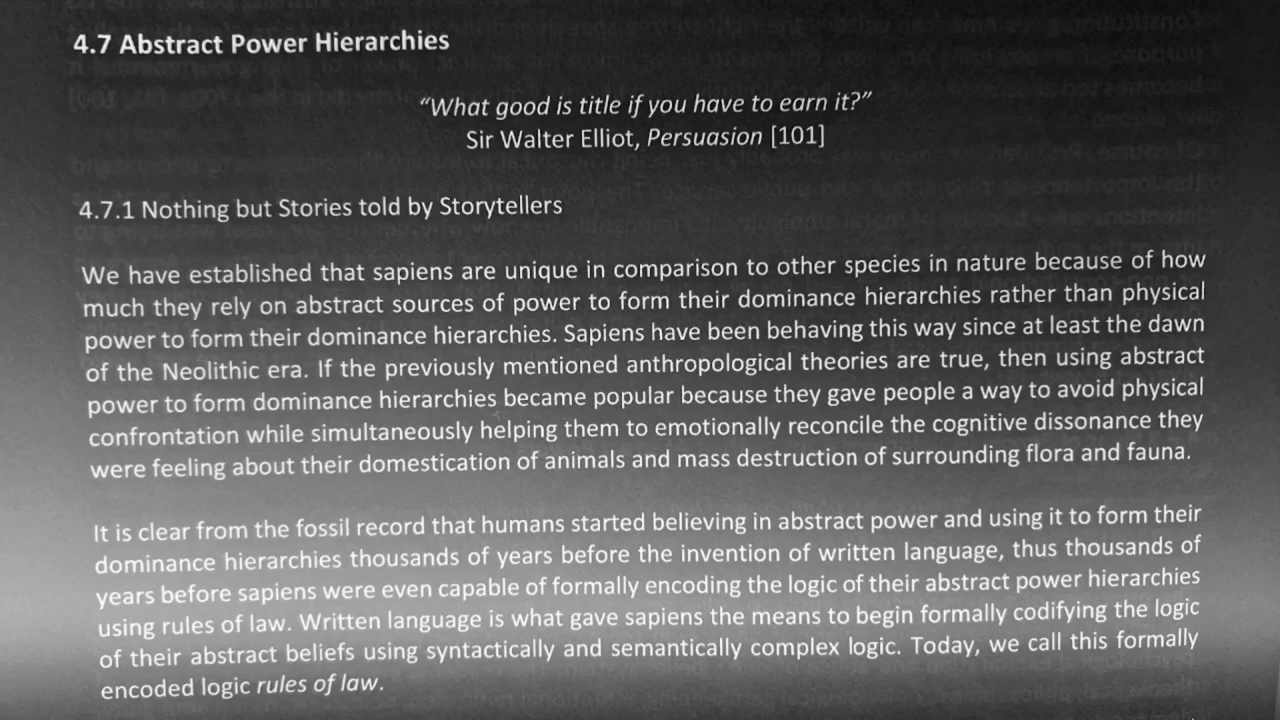 4.7 Abstract Power Hierarchies
“What good is title if you have to earn it?”
Sir Walter Elliot, Persuasion [101]
4.7.1 Nothing but Stories told by Storytellers
We have established that sapiens are unique in comparison to other species in nature because of how
much they rely on abstract sources of power to form their dominance hierarchies rather than physical
power to form their dominance hierarchies. Sapiens have been behaving this way since at least the dawn
of the Neolithic era. If the previously mentioned anthropological theories are true, then using abstract
power to form dominance hierarchies became popular because they gave people a way to avoid physical
confrontation while simultaneously helping them to emotionally reconcile the cognitive dissonance they
were feeling about their domestication of animals and mass destruction of surrounding flora and fauna.
It is clear from the fossil record that humans started believing in abstract power and using it to form their
dominance hierarchies thousands of years before the invention of written language, thus thousands of
years before sapiens were even capable of formally encoding the logic of their abstract power hierarchies
using rules of law. Written language is what gave sapiens the means to begin formally codifying the logic
of their abstract beliefs using syntactically and semantically complex logic. Today, we call this formally
encoded logic rules of law.